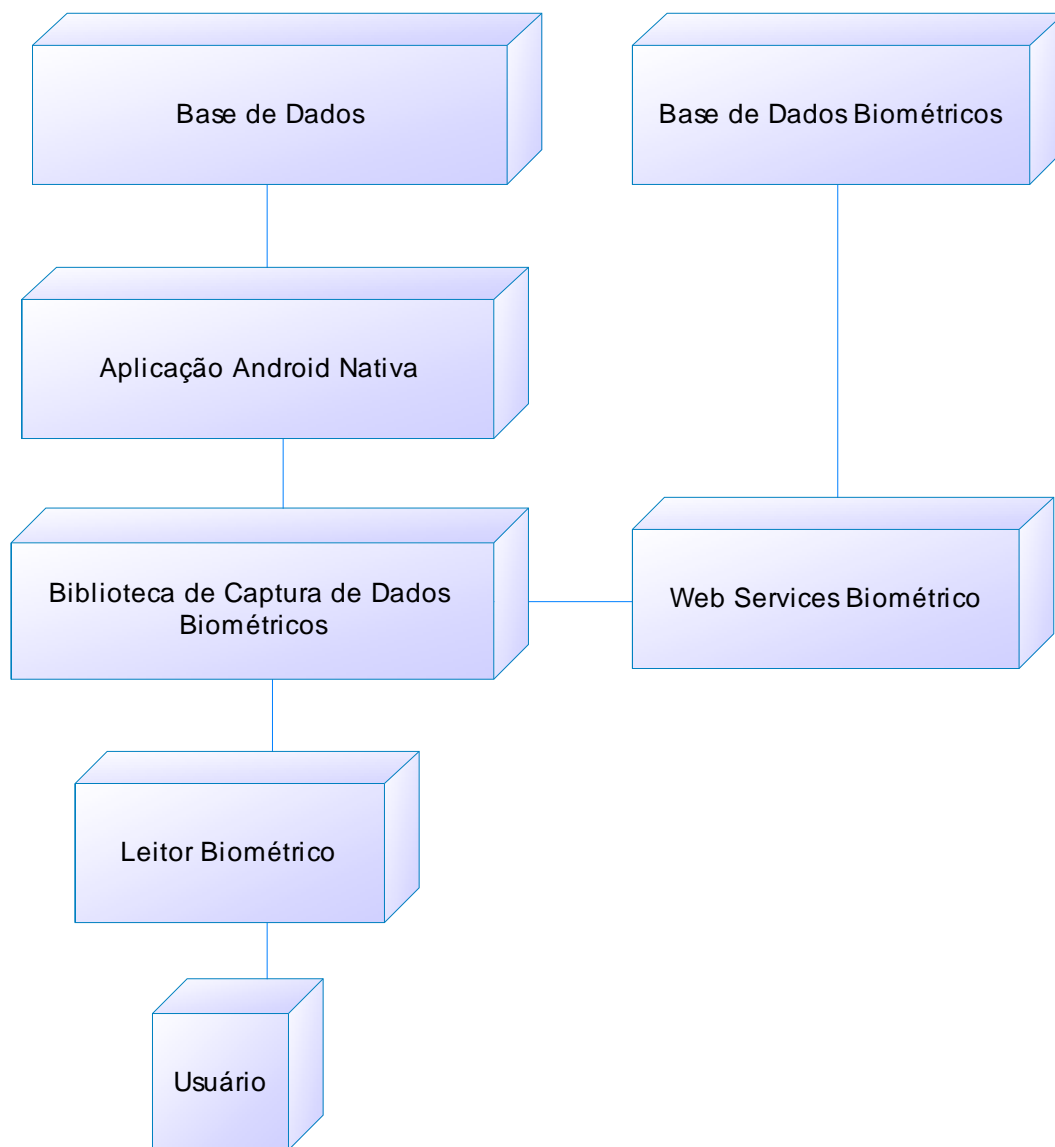 Base de Dados
Base de Dados Biométricos
Aplicação Android Nativa
Biblioteca de Captura de Dados
Biométricos
Web Services Biométrico
Leitor Biométrico
Usuário